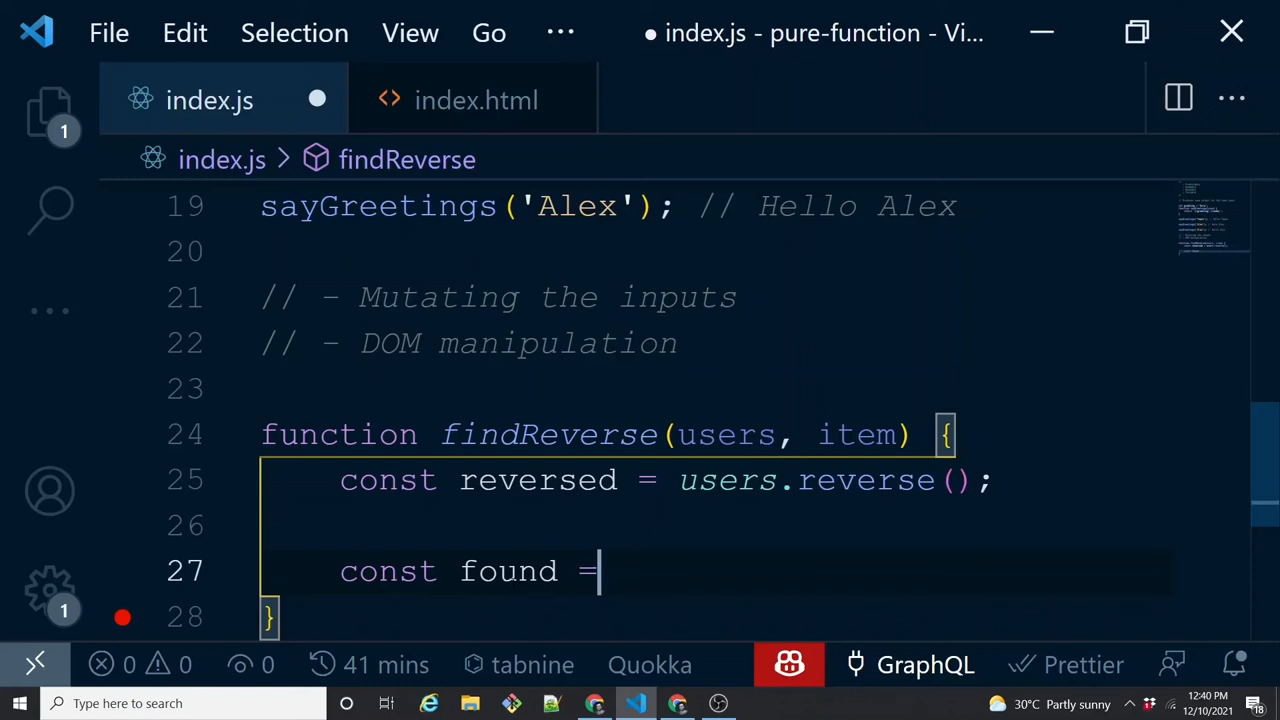 File Edit Selection View Go ... ● index.js - pure-function - Vi...
index.js ● index.html ...
index.js > findReverse
19 sayGreeting ('Alex'); // Hello Alex
20
21 // - Mutating the inputs
22 // - DOM manipulation
23
24 function findReverse(users, item) {
25 const reversed = users.reverse();
26
27 const found =
28 }
1
1
0 0 0 41 mins tabnine Quokka GraphQL Prettier
Type here to search 30°C Partly sunny 12:40 PM
12/10/2021 18